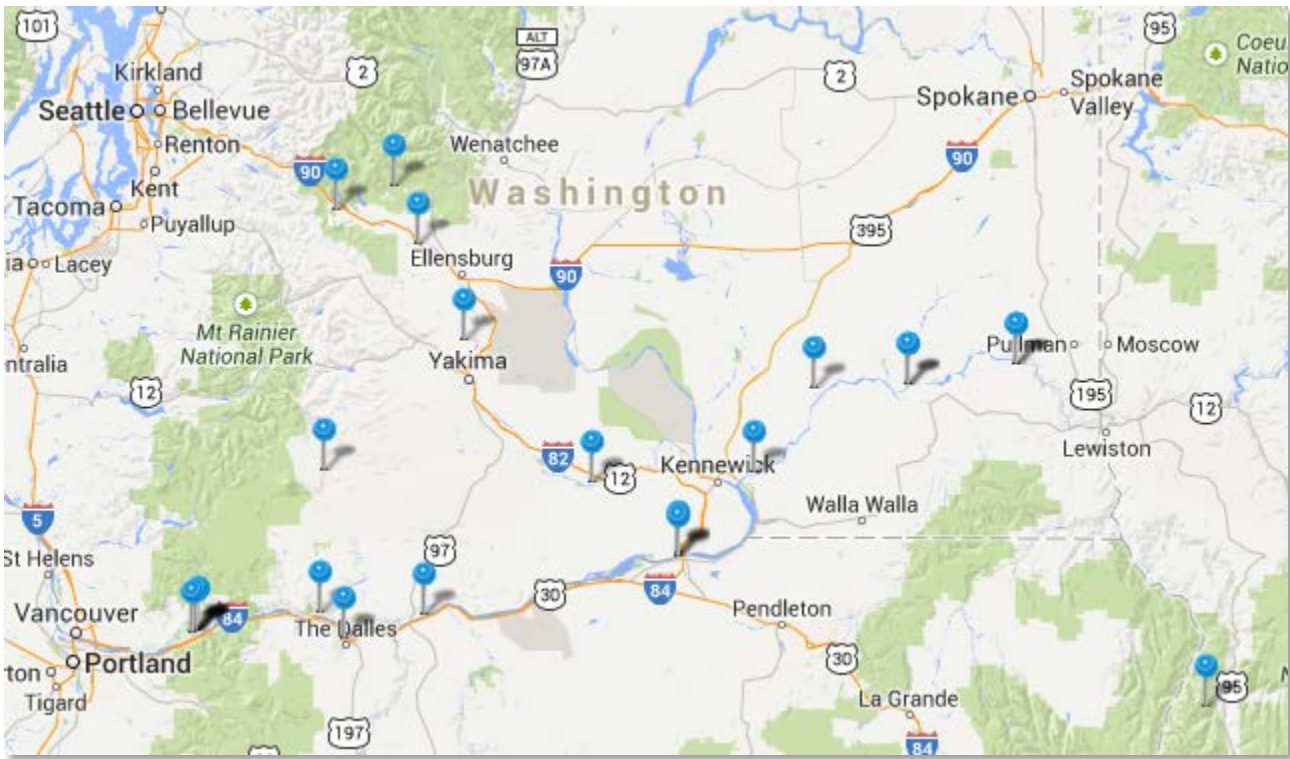 101
ALT
97A
95
Coeu
Natio
Kirkland
2
2
Spokane
Spokane
Valley
Seattle
Bellevue
Renton
Wenatchee
90
90
Kent
Washington
Tacoma
Puyallup
395
ia
Lacey
Ellensburg
90
Mt Rainier
National Park
Pullman
Moscow
ntralia
Yakima
12
195
12
Lewiston
82
Kennewick
12
Walla Walla
5
St Helens
97
84
30
Pendleton
Vancouver
84
The Dalles
Portland
30
ton
Tigard
95
La Grande
197
84